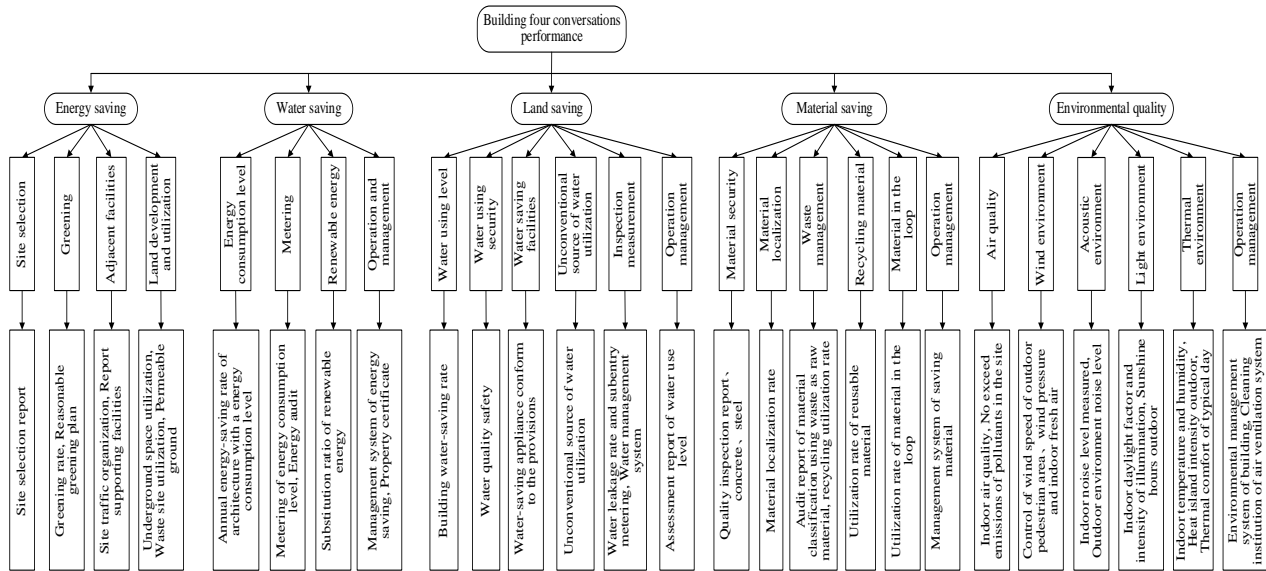 Building four conversations
performance
Energy saving
Water saving
Land saving
Material saving
Environmental quality
Site selection
Greening
Adjacent facilities
Land development
and utilization
Energy
consumption level
Metering
Renewable energy
Operation and
management
Water using level
Water using
security
Water saving
facilities
Unconventional
source of water
utilization
Inspection
measurement
Operation
management
Material security
Material
localization
Waste
management
Recycling material
Material in the
loop
Operation
management
Air quality
Wind environment
Acoustic
environment
Light environment
Thermal
environment
Operation
management
Site selection report
Greening rate, Reasonable
greening plan
Site traffic organization, Report
supporting facilities
Underground space utilization,
Waste site utilization, Permeable
ground
Annual energy-saving rate of
architecture with a energy
consumption level
Metering of energy consumption
level, Energy audit
Substitution ratio of renewable
energy
Management system of energy
saving, Property certificate
Building water-saving rate
Water quality safety
Water-saving appliance conform
to the provisions
Unconventional source of water
utilization
Water leakage rate and subentry
metering, Water management
system
Assessment report of water use
level
Quality inspection report、
concrete、steel
Material localization rate
Audit report of material
classification using waste as raw
material, recycling utilization rate
Utilization rate of reusable
material
Utilization rate of material in the
loop
Management system of saving
material
Indoor air quality, No exceed
emissions of pollutants in the site
Control of wind speed of outdoor
pedestrian area、wind pressure
and indoor fresh air
Indoor noise level measured,
Outdoor environment noise level
Indoor daylight factor and
intensity of illumination, Sunshine
hours outdoor
Indoor temperature and humidity,
Heat island intensity outdoor,
Thermal comfort of typical day
Environmental management
system of building, Cleaning
institution of air ventilation system